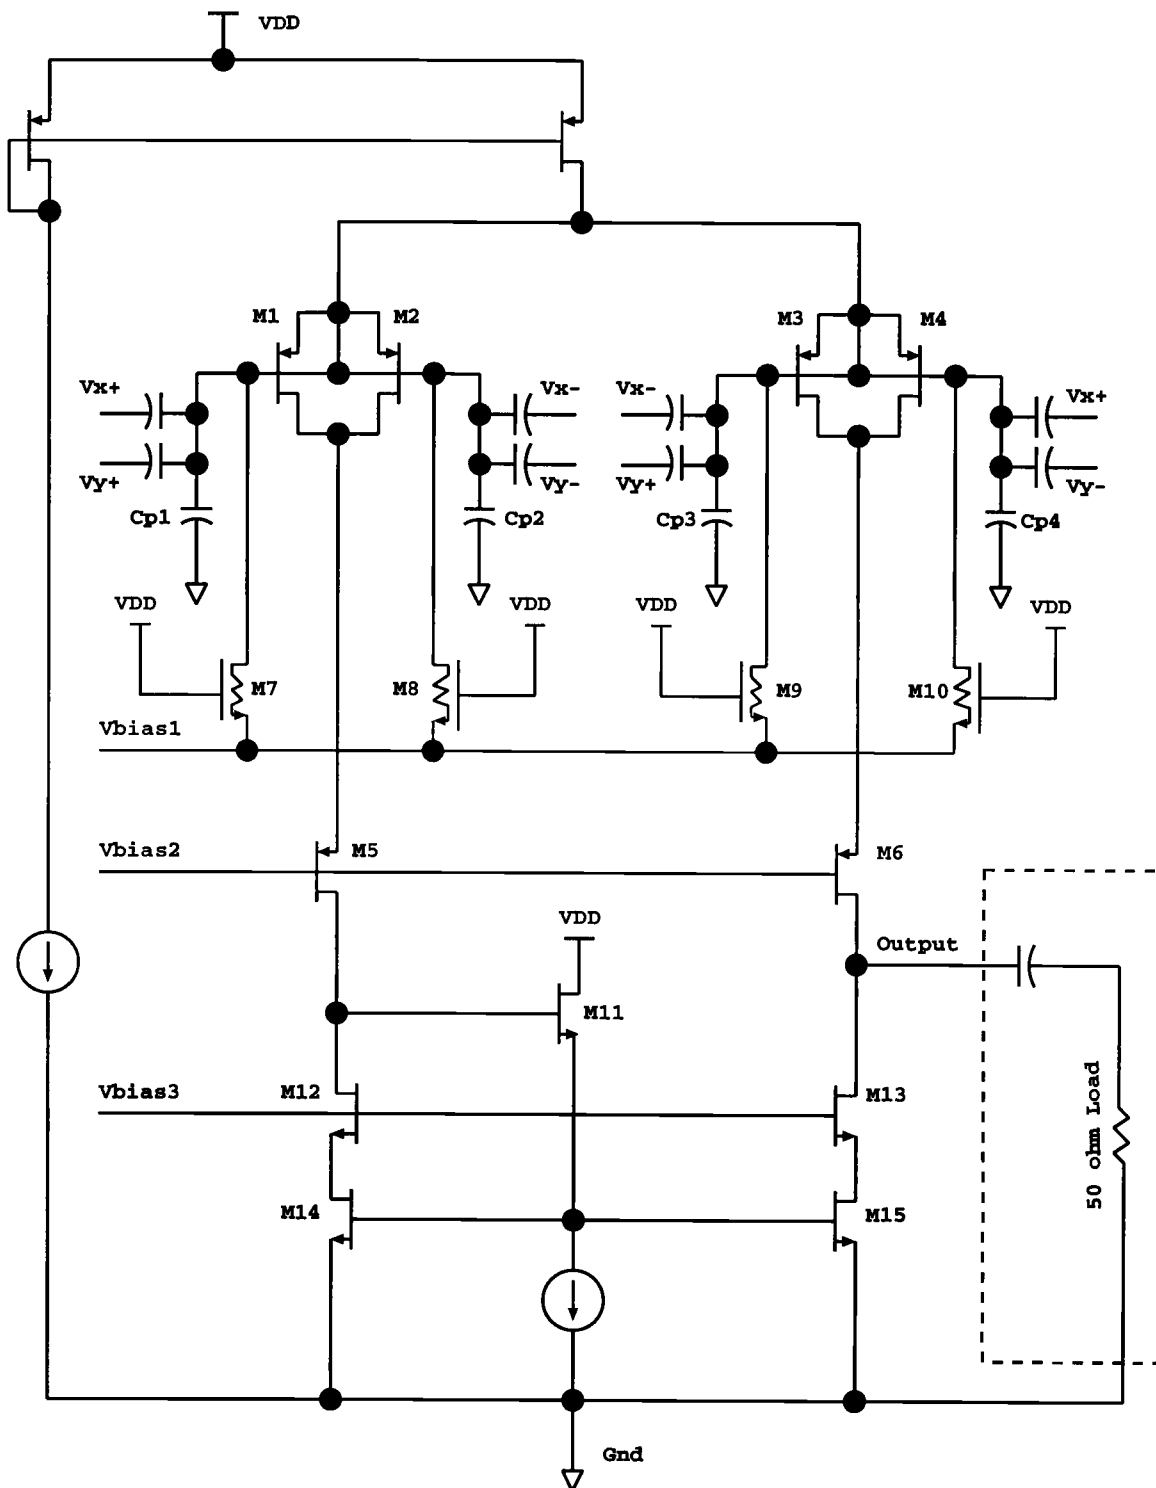 VDD
M1
M2
M3
M4
Vx+
Vx-
Vx-
Vx+
Vy+
Vy-
Vy+
Vy-
Cp1
Cp2
Cp3
Cp4
VDD
VDD
VDD
VDD
M7
M8
M9
M10
Vbias1
Vbias2
M5
M6
VDD
Output
M11
Vbias3
M12
M13
50 ohm Load
M14
M15
Gnd